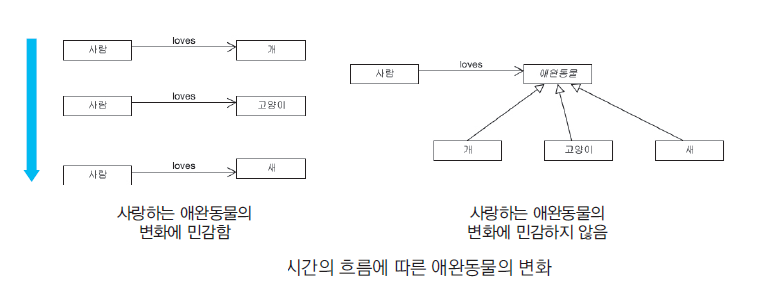 사람
loves
개
사람
loves
고양이
사람
loves
새
사랑하는 애완동물의
변화에 민감함
사람
loves
애완동물
개
고양이
새
사랑하는 애완동물의
변화에 민감하지 않음
시간의 흐름에 따른 애완동물의 변화